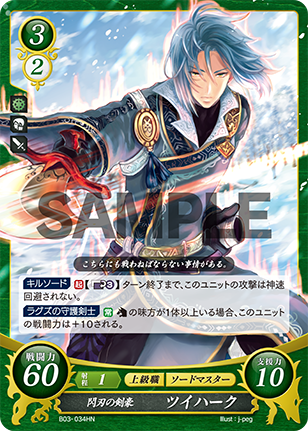 3
2
SAMPLE
こちらにも戦わねばならない事情がある。
キルソード 起 【❸】ターン終了まで、このユニットの攻撃は神速
回避されない。
ラグズの守護剣士 常 の味方が1体以上いる場合、このユニット
の戦闘力は+10される。
戦闘力
60
射程 1
上級職
ソードマスター
支援力
10
閃刃の剣豪 ツイハーク
B03-034HN
Illust : j-peg